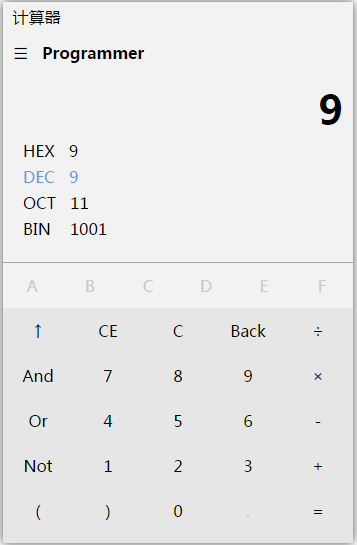 计算器
☰ Programmer
9
HEX 9
DEC 9
OCT 11
BIN 1001
A B C D E F
↑ CE C Back ÷
And 7 8 9 ×
Or 4 5 6 -
Not 1 2 3 +
( ) 0 . =